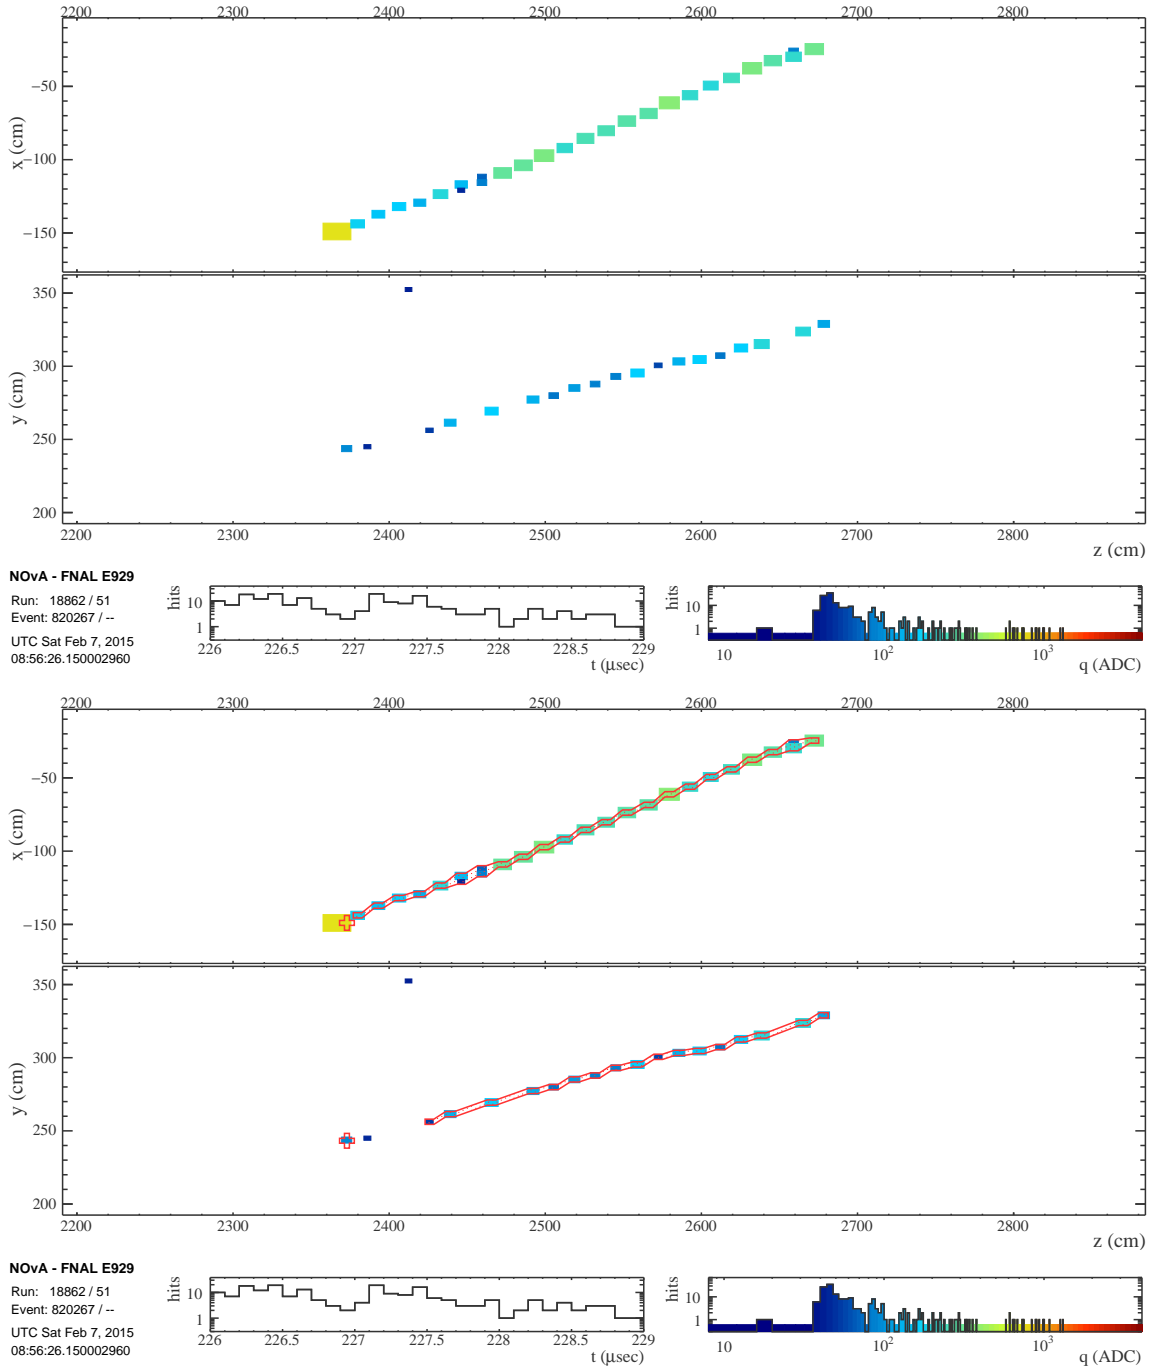 2200 2300 2400 2500 2600 2700 2800
−50
−100
−150
x (cm)
350
300
250
200
y (cm)
2200 2300 2400 2500 2600 2700 2800
z (cm)
NOvA - FNAL E929
Run: 18862 / 51
Event: 820267 / --
UTC Sat Feb 7, 2015
08:56:26.150002960
hits
10
1
226 226.5 227 227.5 228 228.5 229
t (μsec)
hits
10
1
10 10² 10³
q (ADC)
2200 2300 2400 2500 2600 2700 2800
−50
−100
−150
x (cm)
350
300
250
200
y (cm)
2200 2300 2400 2500 2600 2700 2800
z (cm)
NOvA - FNAL E929
Run: 18862 / 51
Event: 820267 / --
UTC Sat Feb 7, 2015
08:56:26.150002960
hits
10
1
226 226.5 227 227.5 228 228.5 229
t (μsec)
hits
10
1
10 10² 10³
q (ADC)